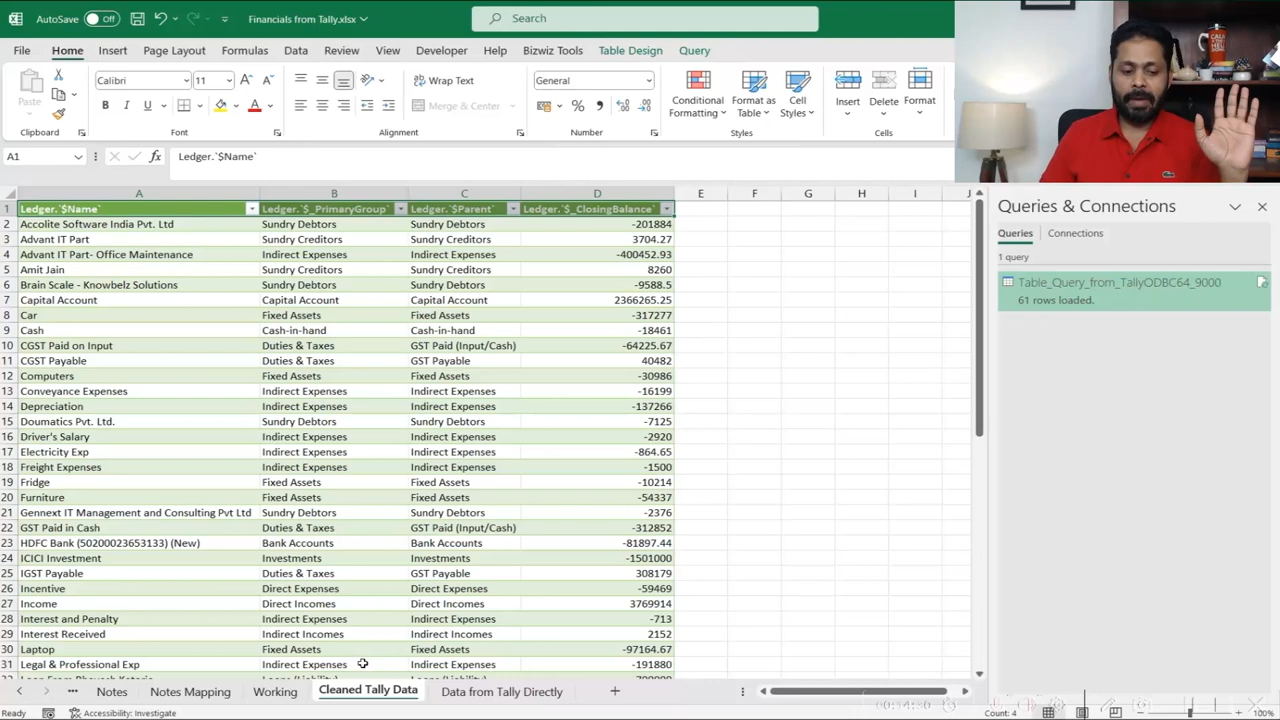 AutoSave Off Financials from Tally.xlsx Search
File Home Insert Page Layout Formulas Data Review View Developer Help Bizwiz Tools Table Design Query
Paste Calibri 11 Wrap Text General Conditional Formatting Format as Table Cell Styles Insert Delete Format
B I U Merge & Center
Clipboard Font Alignment Number Styles Cells
A1 fx Ledger.`$Name`
A B C D E F G H I J
1 Ledger.`$Name` Ledger.`$_PrimaryGroup` Ledger.`$Parent` Ledger.`$_ClosingBalance`
2 Accolite Software India Pvt. Ltd Sundry Debtors Sundry Debtors -201884
3 Advant IT Part Sundry Creditors Sundry Creditors 3704.27
4 Advant IT Part- Office Maintenance Indirect Expenses Indirect Expenses -400452.93
5 Amit Jain Sundry Creditors Sundry Creditors 8260
6 Brain Scale - Knowbelz Solutions Sundry Debtors Sundry Debtors -9588.5
7 Capital Account Capital Account Capital Account 2366265.25
8 Car Fixed Assets Fixed Assets -317277
9 Cash Cash-in-hand Cash-in-hand -18461
10 CGST Paid on Input Duties & Taxes GST Paid (Input/Cash) -64225.67
11 CGST Payable Duties & Taxes GST Payable 40482
12 Computers Fixed Assets Fixed Assets -30986
13 Conveyance Expenses Indirect Expenses Indirect Expenses -16199
14 Depreciation Indirect Expenses Indirect Expenses -137266
15 Doumatics Pvt. Ltd. Sundry Debtors Sundry Debtors -7125
16 Driver's Salary Indirect Expenses Indirect Expenses -2920
17 Electricity Exp Indirect Expenses Indirect Expenses -864.65
18 Freight Expenses Indirect Expenses Indirect Expenses -1500
19 Fridge Fixed Assets Fixed Assets -10214
20 Furniture Fixed Assets Fixed Assets -54337
21 Gennext IT Management and Consulting Pvt Ltd Sundry Debtors Sundry Debtors -2376
22 GST Paid in Cash Duties & Taxes GST Paid (Input/Cash) -312852
23 HDFC Bank (50200023653133) (New) Bank Accounts Bank Accounts -81897.44
24 ICICI Investment Investments Investments -1501000
25 IGST Payable Duties & Taxes GST Payable 308179
26 Incentive Direct Expenses Direct Expenses -59469
27 Income Direct Incomes Direct Incomes 3769914
28 Interest and Penalty Indirect Expenses Indirect Expenses -713
29 Interest Received Indirect Incomes Indirect Incomes 2152
30 Laptop Fixed Assets Fixed Assets -97164.67
31 Legal & Professional Exp Indirect Expenses Indirect Expenses -191880
Queries & Connections
Queries Connections
1 query
Table_Query_from_TallyODBC64_9000
61 rows loaded.
Notes Notes Mapping Working Cleaned Tally Data Data from Tally Directly
Ready Accessibility: Investigate Count: 4 100%